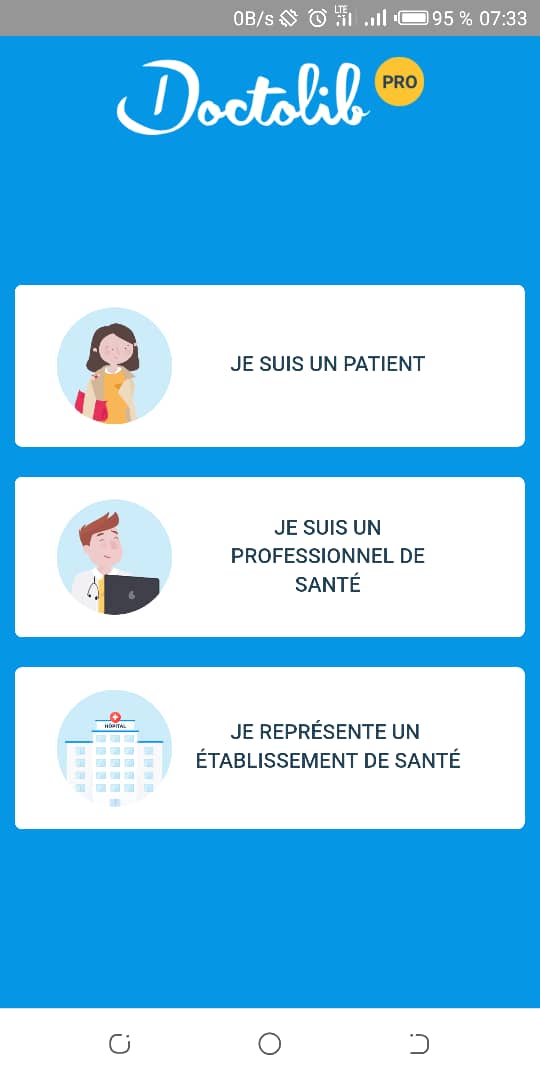 0B/s LTE 95 % 07:33
Doctolib PRO
JE SUIS UN PATIENT
JE SUIS UN
PROFESSIONNEL DE
SANTÉ
HÔPITAL
JE REPRÉSENTE UN
ÉTABLISSEMENT DE SANTÉ